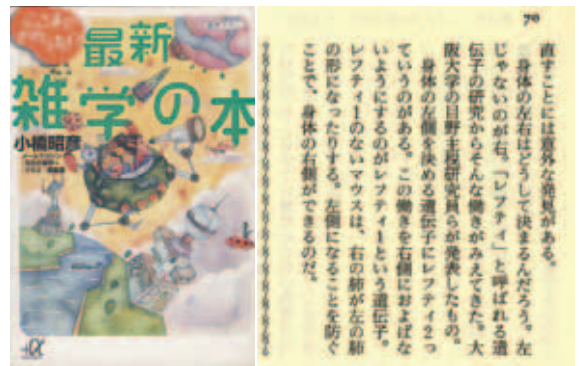 最新
雑学の本
小橋昭彦
+α
70
直すことには意外な発見がある。
身体の左右はどうして決まるんだろう。左
じゃないのが右。「レフティ」と呼ばれる遺
伝子の研究からそんな働きがみえてきた。大
阪大学の目野主税研究員らが発表したもの。
身体の左側を決める遺伝子にレフティ2っ
ていうのがある。この働きを右側におよばな
いようにするのがレフティ1という遺伝子。
レフティ1のないマウスは、右の肺が左の肺
の形になったりする。左側になることを防ぐ
ことで、身体の右側ができるのだ。